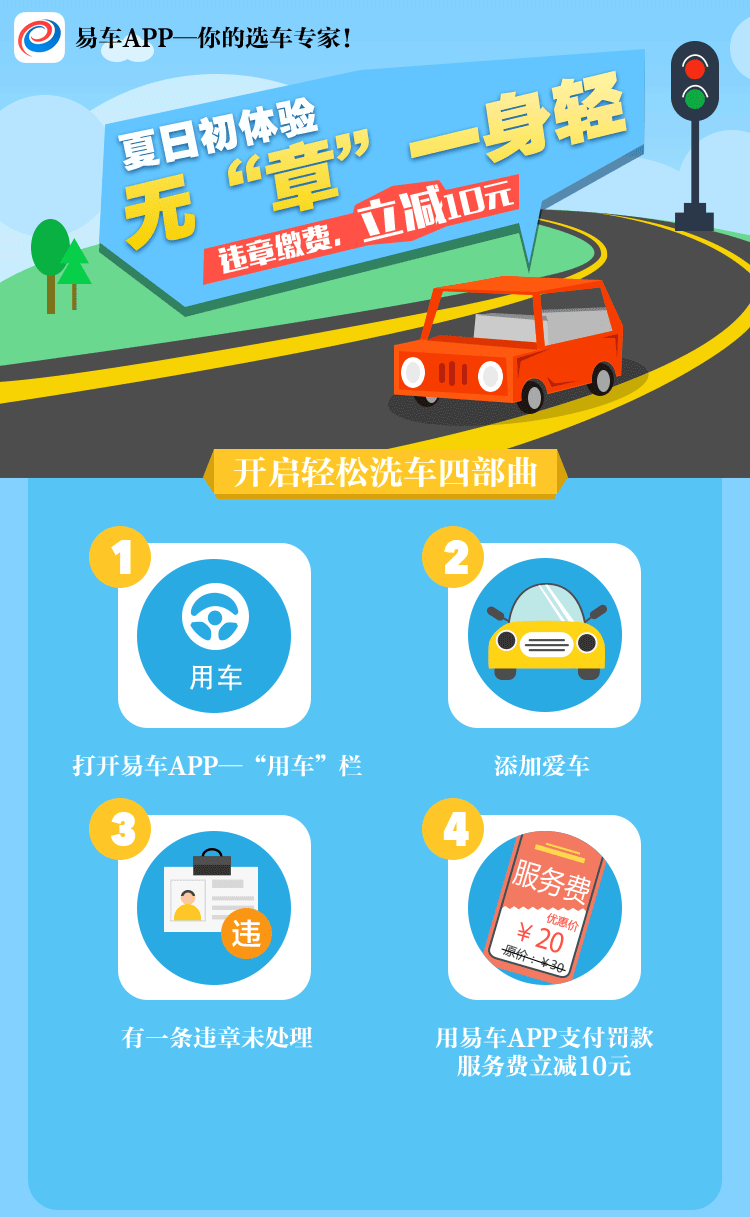 易车APP—你的选车专家！
夏日初体验
无“章”一身轻
违章缴费，立减10元
开启轻松洗车四部曲
1
2
用车
打开易车APP—“用车”栏
添加爱车
3
4
违
服务费
优惠价
￥20
原价：￥30
有一条违章未处理
用易车APP支付罚款
服务费立减10元